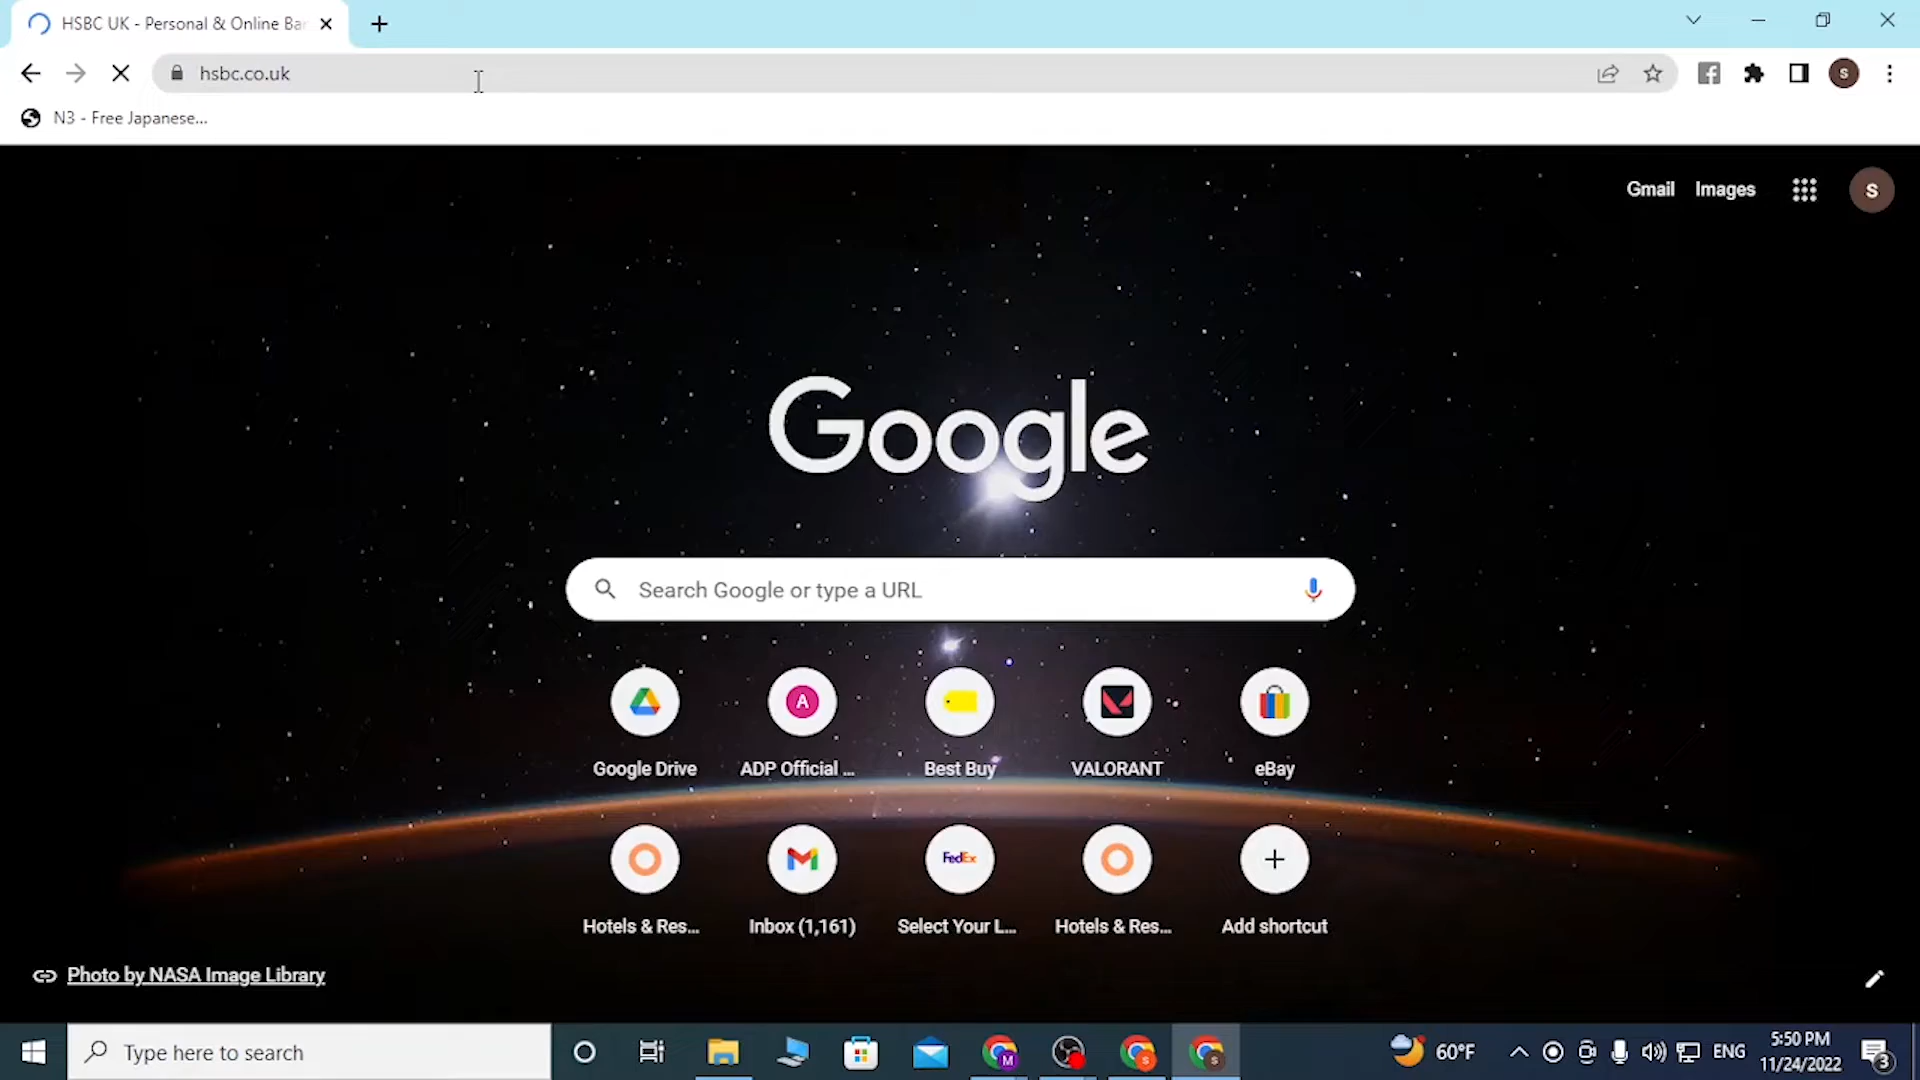 HSBC UK - Personal & Online Ba
hsbc.co.uk
S
N3 - Free Japanese...
Gmail
Images
S
Google
Search Google or type a URL
A
Google Drive
ADP Official ...
Best Buy
VALORANT
eBay
FedEx
Hotels & Res...
Inbox (1,161)
Select Your L...
Hotels & Res...
Add shortcut
Photo by NASA Image Library
Type here to search
M
S
S
60°F
ENG
5:50 PM
11/24/2022
3